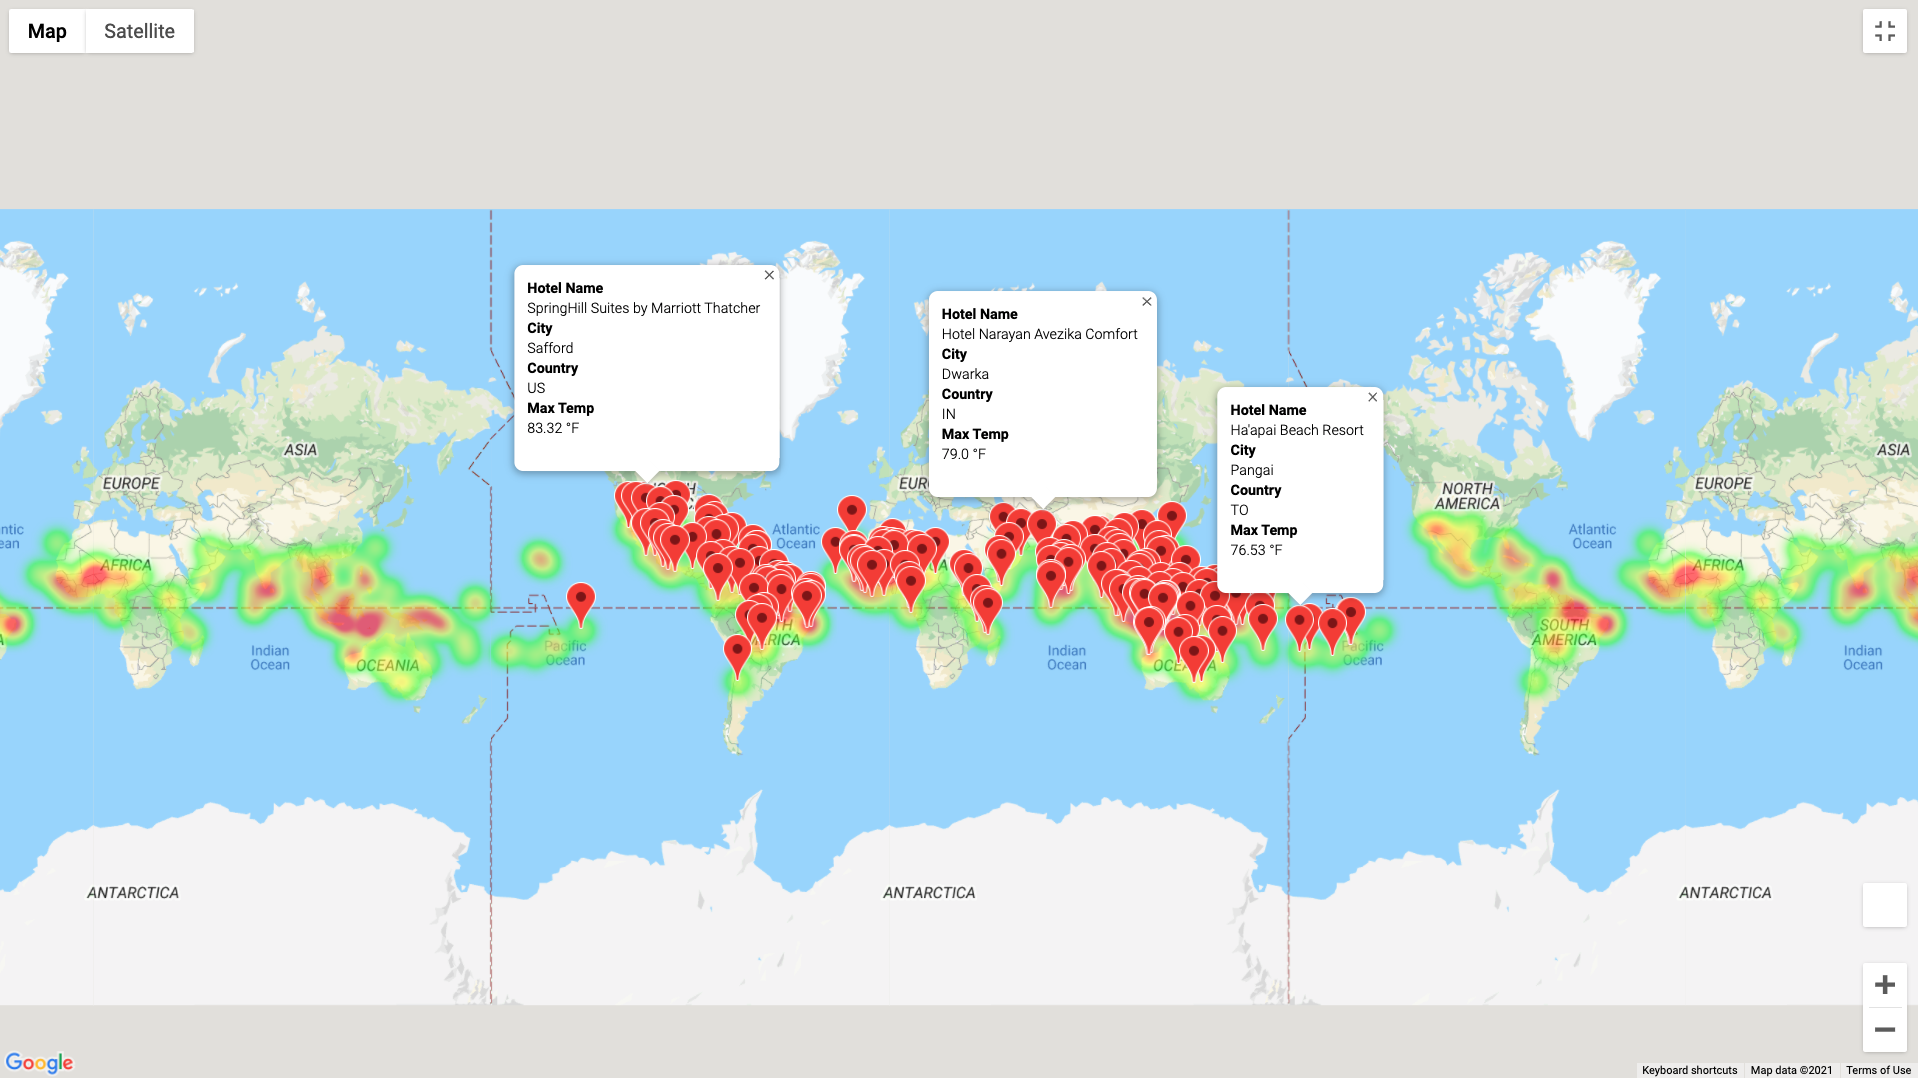 Map
Satellite
Hotel Name
SpringHill Suites by Marriott Thatcher
City
Safford
Country
US
Max Temp
83.32 °F
Hotel Name
Hotel Narayan Avezika Comfort
City
Dwarka
Country
IN
Max Temp
79.0 °F
Hotel Name
Ha'apai Beach Resort
City
Pangai
Country
TO
Max Temp
76.53 °F
ASIA
EUROPE
AFRICA
Indian
Ocean
OCEANIA
Pacific
Ocean
Atlantic
Ocean
Indian
Ocean
NORTH
AMERICA
Atlantic
Ocean
EUROPE
ASIA
AFRICA
SOUTH
AMERICA
Indian
Ocean
ANTARCTICA
ANTARCTICA
ANTARCTICA
Google
Keyboard shortcuts
Map data ©2021
Terms of Use